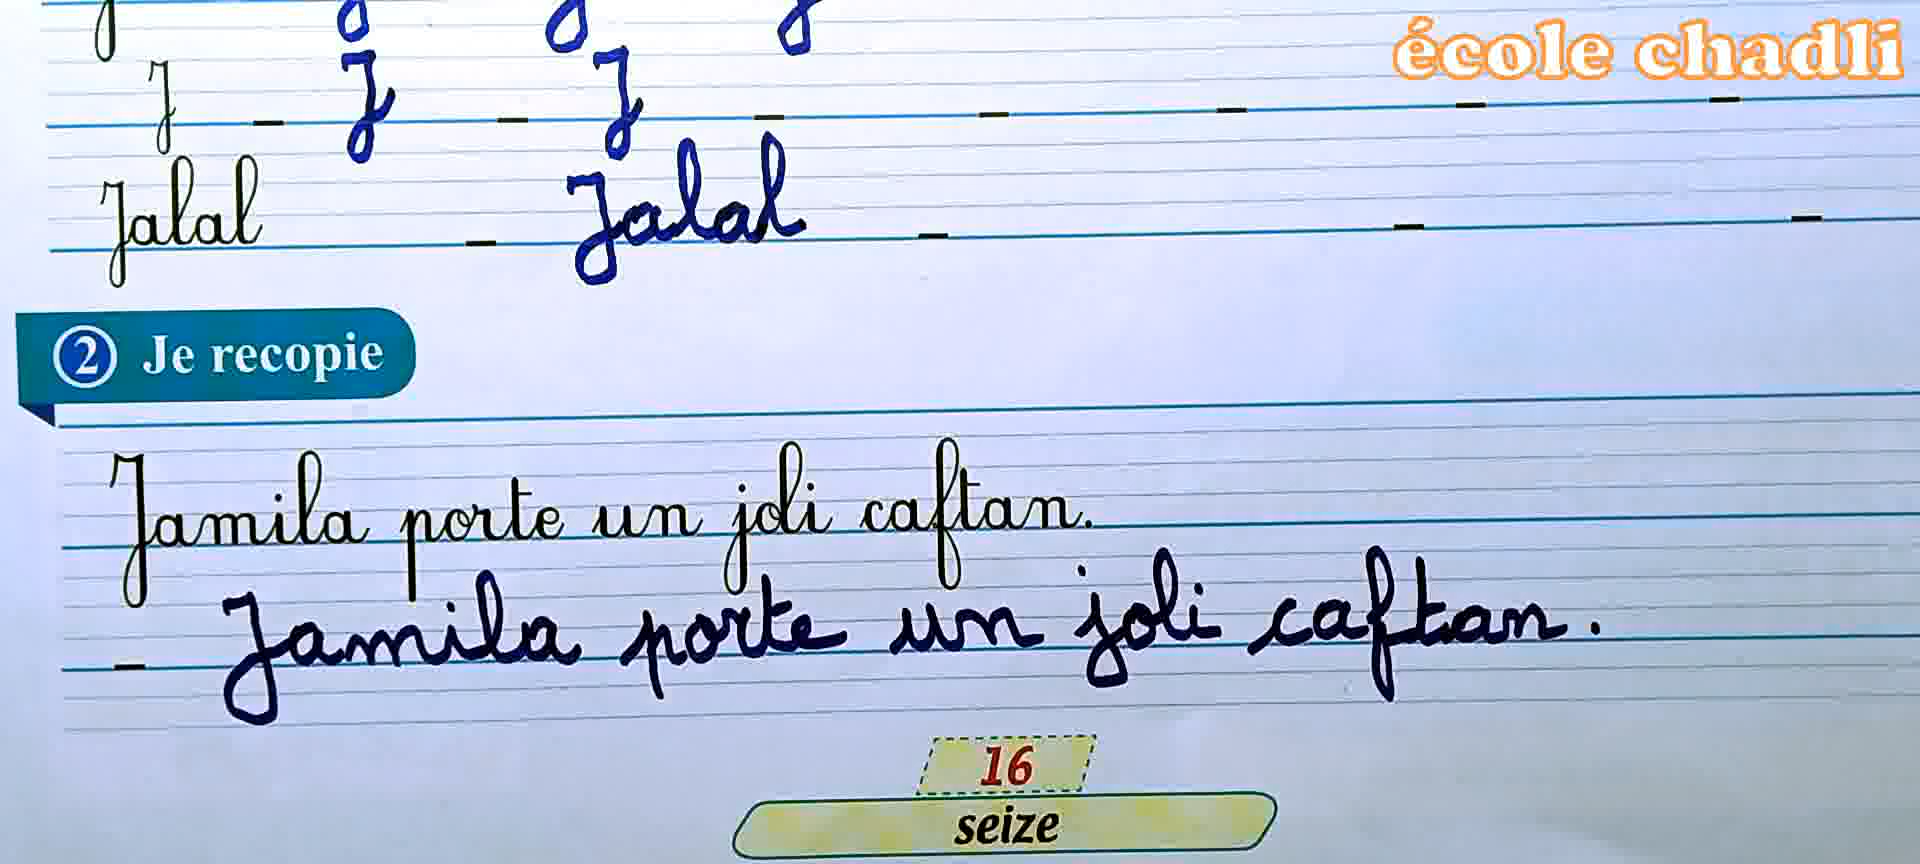 j j j j
école chadli
J - J - J - - - - -
Jalal - Jalal - - -
2 Je recopie
Jamila porte un joli caftan.
- Jamila porte un joli caftan.
16
seize